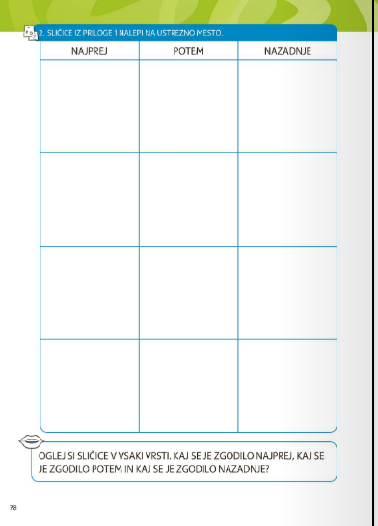 2. SLIČICE IZ PRILOGE 1 NALEPI NA USTREZNO MESTO.
NAJPREJ POTEM NAZADNJE
OGLEJ SI SLIČICE V VSAKI VRSTI. KAJ SE JE ZGODILO NAJPREJ, KAJ SE
JE ZGODILO POTEM IN KAJ SE JE ZGODILO NAZADNJE?
78